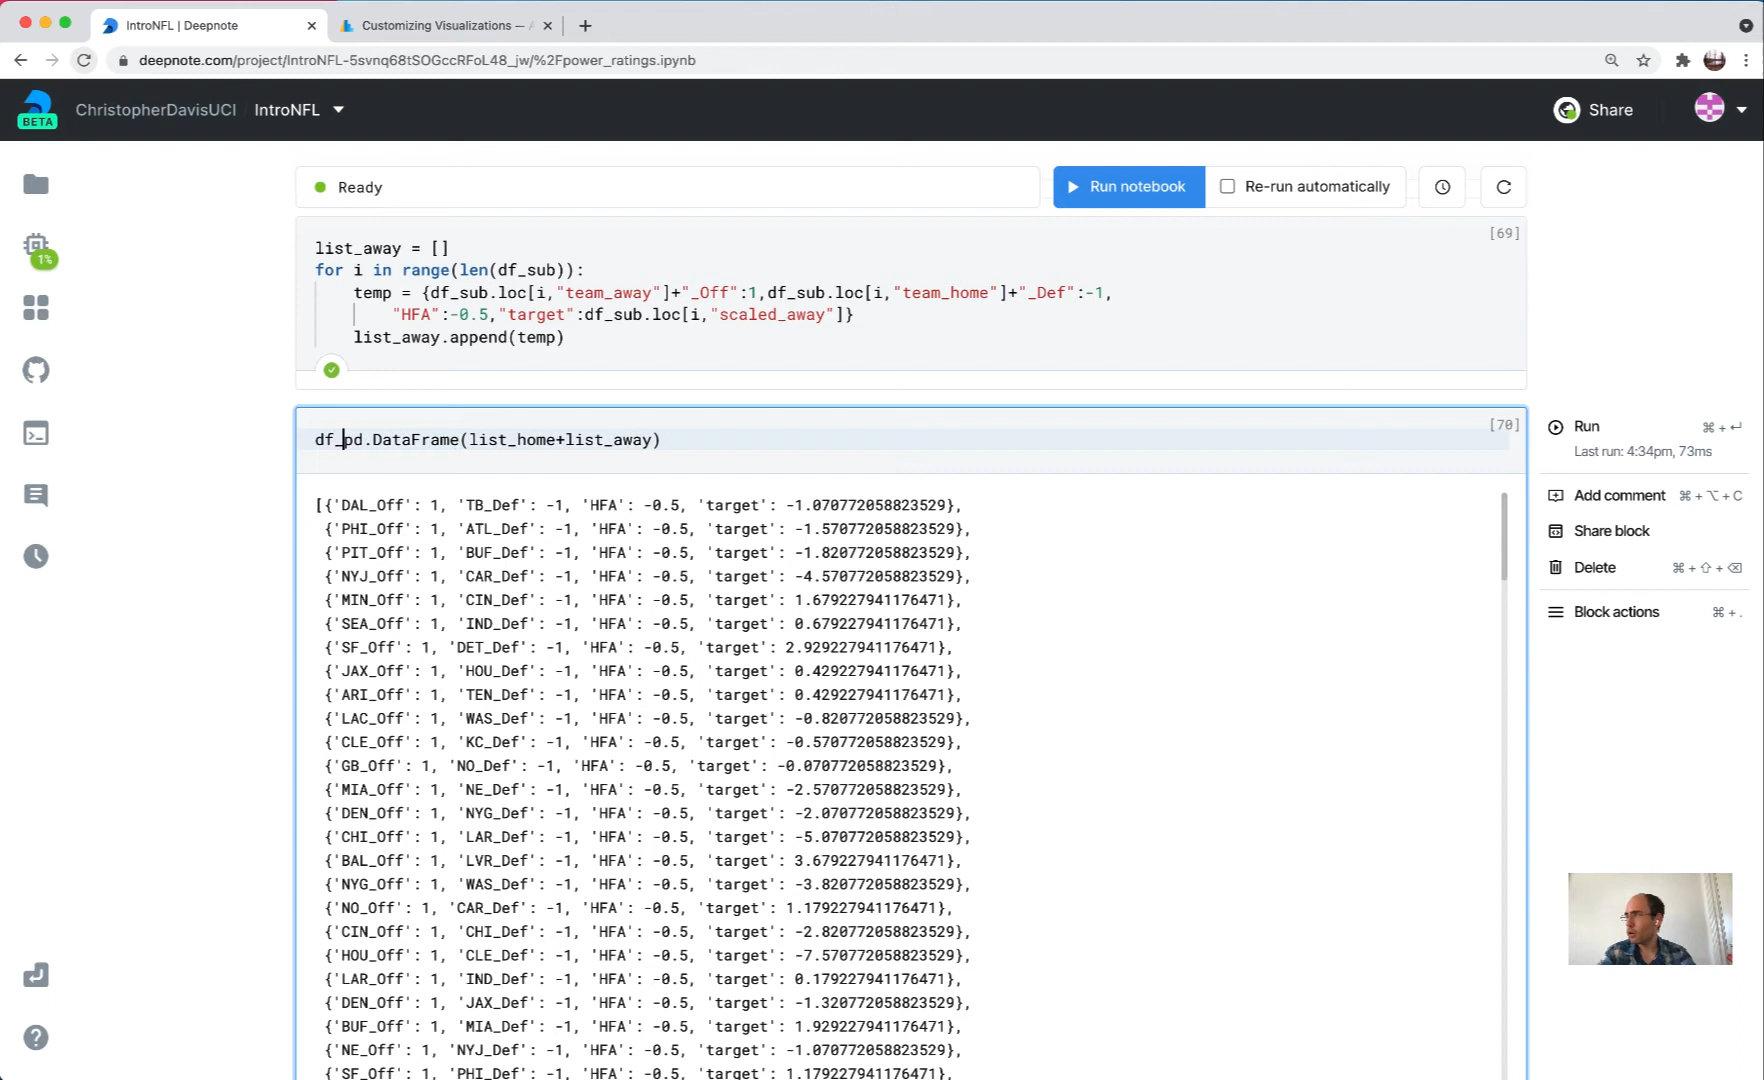 IntroNFL | Deepnote
Customizing Visualizations —
deepnote.com/project/IntroNFL-5svnq68tSOGccRFoL48_jw/%2Fpower_ratings.ipynb
BETA
ChristopherDavisUCI IntroNFL
Share
Ready
Run notebook
Re-run automatically
1%
[69]
list_away = []
for i in range(len(df_sub)):
temp = {df_sub.loc[i,"team_away"]+"_Off":1,df_sub.loc[i,"team_home"]+"_Def":-1,
"HFA":-0.5,"target":df_sub.loc[i,"scaled_away"]}
list_away.append(temp)
[70]
df_pd.DataFrame(list_home+list_away)
Run ⌘ + ↵
Last run: 4:34pm, 73ms
Add comment ⌘ + ⌥ + C
Share block
Delete ⌘ + ⇧ + ⌫
Block actions ⌘ + .
[{'DAL_Off': 1, 'TB_Def': -1, 'HFA': -0.5, 'target': -1.070772058823529},
{'PHI_Off': 1, 'ATL_Def': -1, 'HFA': -0.5, 'target': -1.570772058823529},
{'PIT_Off': 1, 'BUF_Def': -1, 'HFA': -0.5, 'target': -1.820772058823529},
{'NYJ_Off': 1, 'CAR_Def': -1, 'HFA': -0.5, 'target': -4.570772058823529},
{'MIN_Off': 1, 'CIN_Def': -1, 'HFA': -0.5, 'target': 1.679227941176471},
{'SEA_Off': 1, 'IND_Def': -1, 'HFA': -0.5, 'target': 0.679227941176471},
{'SF_Off': 1, 'DET_Def': -1, 'HFA': -0.5, 'target': 2.929227941176471},
{'JAX_Off': 1, 'HOU_Def': -1, 'HFA': -0.5, 'target': 0.429227941176471},
{'ARI_Off': 1, 'TEN_Def': -1, 'HFA': -0.5, 'target': 0.429227941176471},
{'LAC_Off': 1, 'WAS_Def': -1, 'HFA': -0.5, 'target': -0.820772058823529},
{'CLE_Off': 1, 'KC_Def': -1, 'HFA': -0.5, 'target': -0.570772058823529},
{'GB_Off': 1, 'NO_Def': -1, 'HFA': -0.5, 'target': -0.070772058823529},
{'MIA_Off': 1, 'NE_Def': -1, 'HFA': -0.5, 'target': -2.570772058823529},
{'DEN_Off': 1, 'NYG_Def': -1, 'HFA': -0.5, 'target': -2.070772058823529},
{'CHI_Off': 1, 'LAR_Def': -1, 'HFA': -0.5, 'target': -5.070772058823529},
{'BAL_Off': 1, 'LVR_Def': -1, 'HFA': -0.5, 'target': 3.679227941176471},
{'NYG_Off': 1, 'WAS_Def': -1, 'HFA': -0.5, 'target': -3.820772058823529},
{'NO_Off': 1, 'CAR_Def': -1, 'HFA': -0.5, 'target': 1.179227941176471},
{'CIN_Off': 1, 'CHI_Def': -1, 'HFA': -0.5, 'target': -2.820772058823529},
{'HOU_Off': 1, 'CLE_Def': -1, 'HFA': -0.5, 'target': -7.570772058823529},
{'LAR_Off': 1, 'IND_Def': -1, 'HFA': -0.5, 'target': 0.179227941176471},
{'DEN_Off': 1, 'JAX_Def': -1, 'HFA': -0.5, 'target': -1.320772058823529},
{'BUF_Off': 1, 'MIA_Def': -1, 'HFA': -0.5, 'target': 1.929227941176471},
{'NE_Off': 1, 'NYJ_Def': -1, 'HFA': -0.5, 'target': -1.070772058823529},
{'SF_Off': 1, 'PHI_Def': -1, 'HFA': -0.5, 'target': 1.179227941176471},